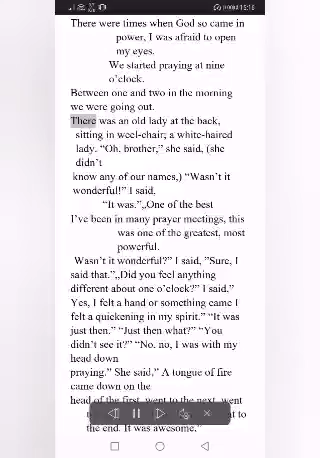 15:16
There were times when God so came in
power, I was afraid to open
my eyes.
We started praying at nine
o'clock.
Between one and two in the morning
we were going out.
There was an old lady at the back,
sitting in weel-chair; a white-haired
lady. “Oh, brother,” she said, (she
didn't
know any of our names,) “Wasn't it
wonderful!” I said,
“It was.”,,One of the best
I've been in many prayer meetings, this
was one of the greatest, most
powerful.
Wasn't it wonderful?” I said, ”Sure, I
said that.”,,Did you feel anything
different about one o'clock?” I said,”
Yes, I felt a hand or something came I
felt a quickening in my spirit.” “It was
just then.” “Just then what?” “You
didn't see it?” “No, no, I was with my
head down
praying.” She said,” A tongue of fire
came down on the
head of the first, went to the next, went
to
the end. It was awesome.”